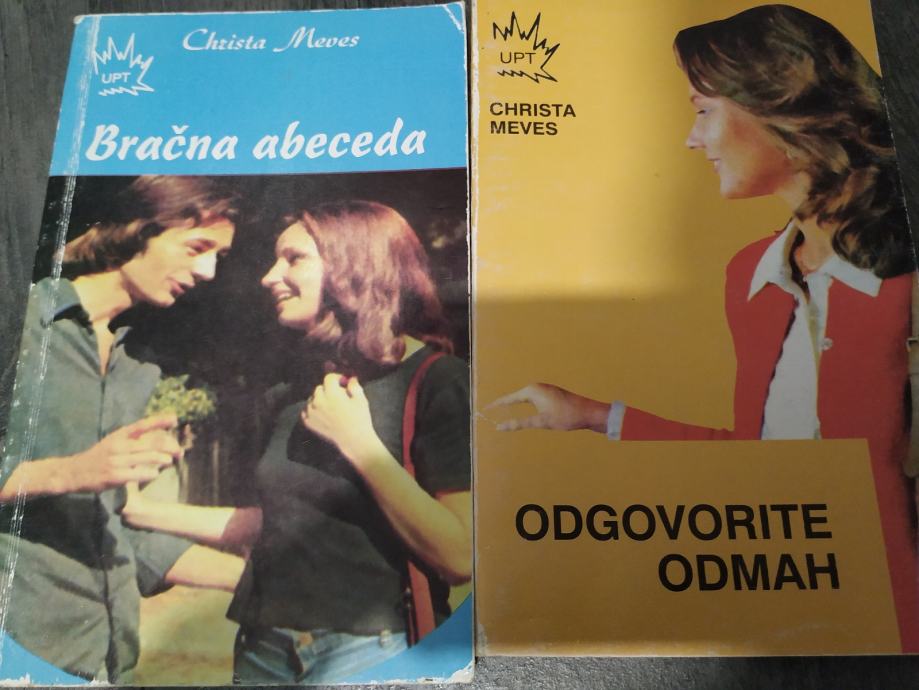 UPT
Christa Meves
Bračna abeceda
UPT
CHRISTA
MEVES
ODGOVORITE
ODMAH